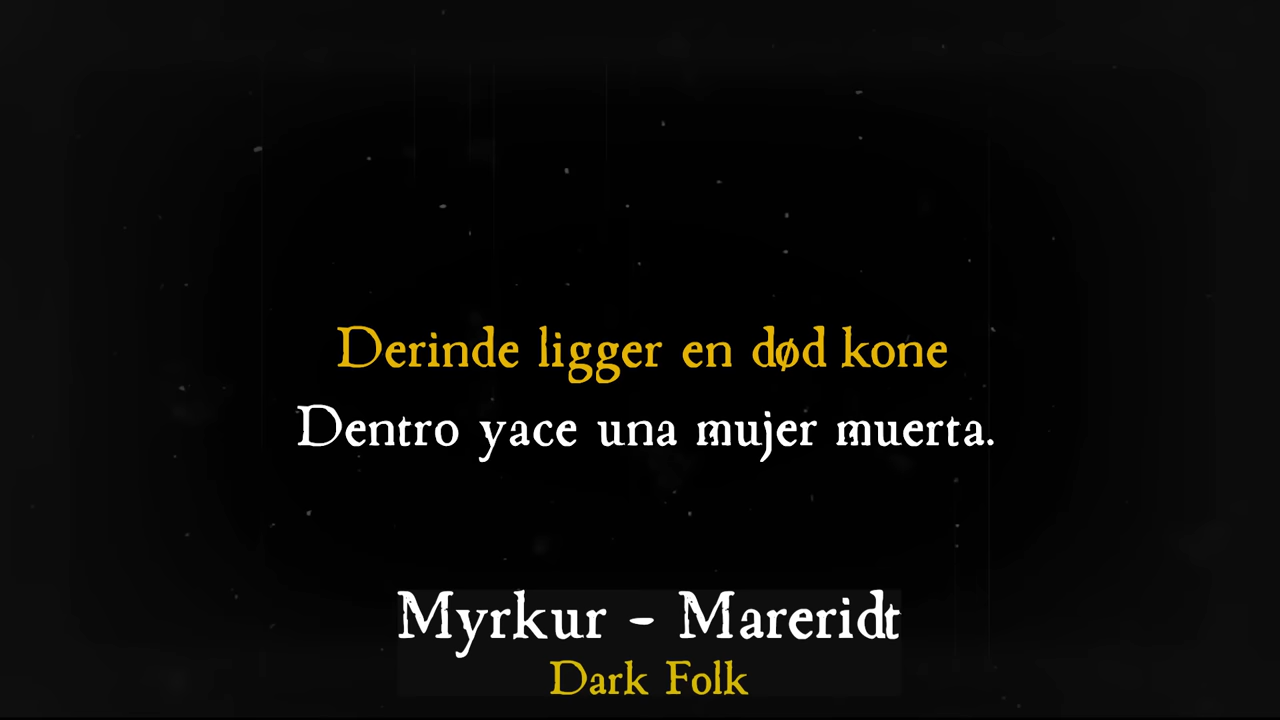 Derinde ligger en død kone
Dentro yace una mujer muerta.
Myrkur - Mareridt
Dark Folk